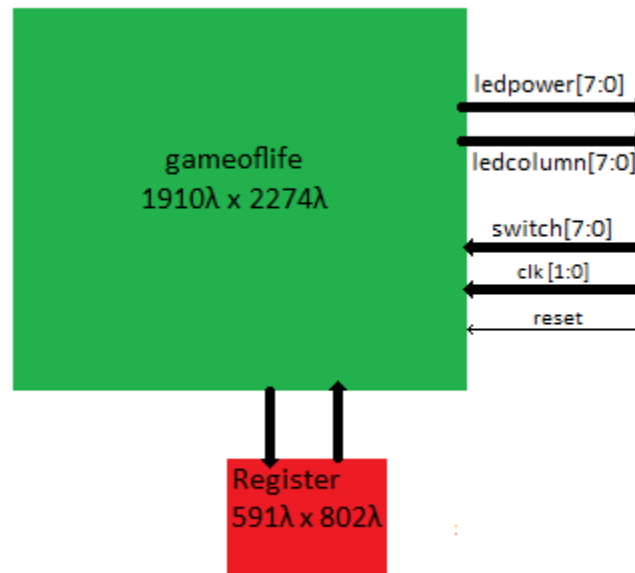 ledpower[7:0]
gameoflife
1910λ x 2274λ
ledcolumn[7:0]
switch[7:0]
clk [1:0]
reset
Register
591λ x 802λ